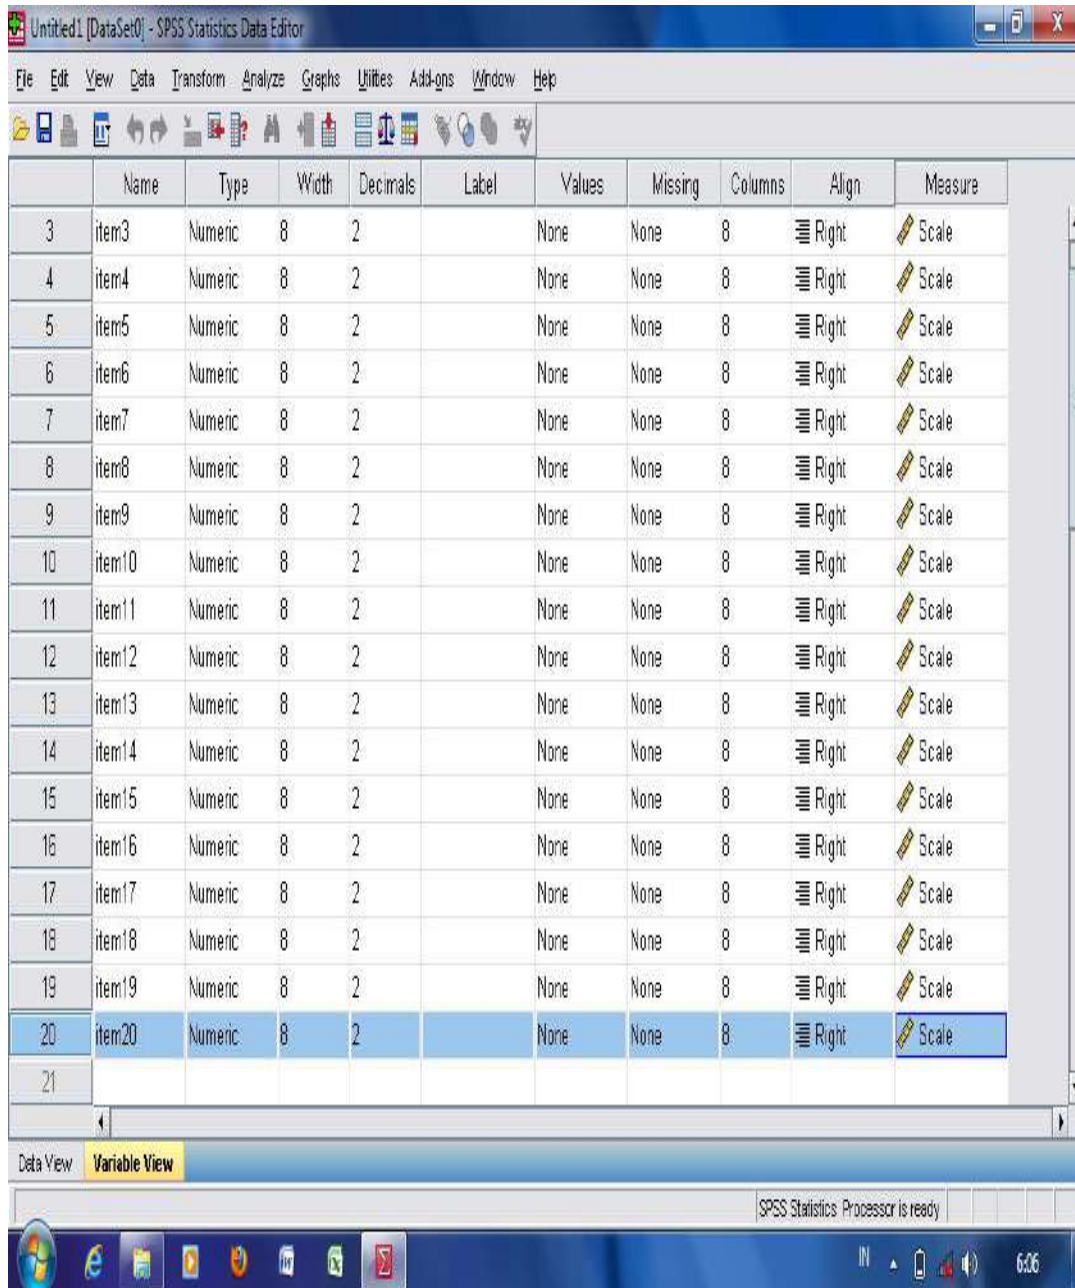 Untitled1 [DataSet0] - SPSS Statistics Data Editor
File Edit View Data Transform Analyze Graphs Utilities Add-ons Window Help
Name Type Width Decimals Label Values Missing Columns Align Measure
3 item3 Numeric 8 2 None None 8 Right Scale
4 item4 Numeric 8 2 None None 8 Right Scale
5 item5 Numeric 8 2 None None 8 Right Scale
6 item6 Numeric 8 2 None None 8 Right Scale
7 item7 Numeric 8 2 None None 8 Right Scale
8 item8 Numeric 8 2 None None 8 Right Scale
9 item9 Numeric 8 2 None None 8 Right Scale
10 item10 Numeric 8 2 None None 8 Right Scale
11 item11 Numeric 8 2 None None 8 Right Scale
12 item12 Numeric 8 2 None None 8 Right Scale
13 item13 Numeric 8 2 None None 8 Right Scale
14 item14 Numeric 8 2 None None 8 Right Scale
15 item15 Numeric 8 2 None None 8 Right Scale
16 item16 Numeric 8 2 None None 8 Right Scale
17 item17 Numeric 8 2 None None 8 Right Scale
18 item18 Numeric 8 2 None None 8 Right Scale
19 item19 Numeric 8 2 None None 8 Right Scale
20 item20 Numeric 8 2 None None 8 Right Scale
21
Data View Variable View
SPSS Statistics Processor is ready
IN 6:06